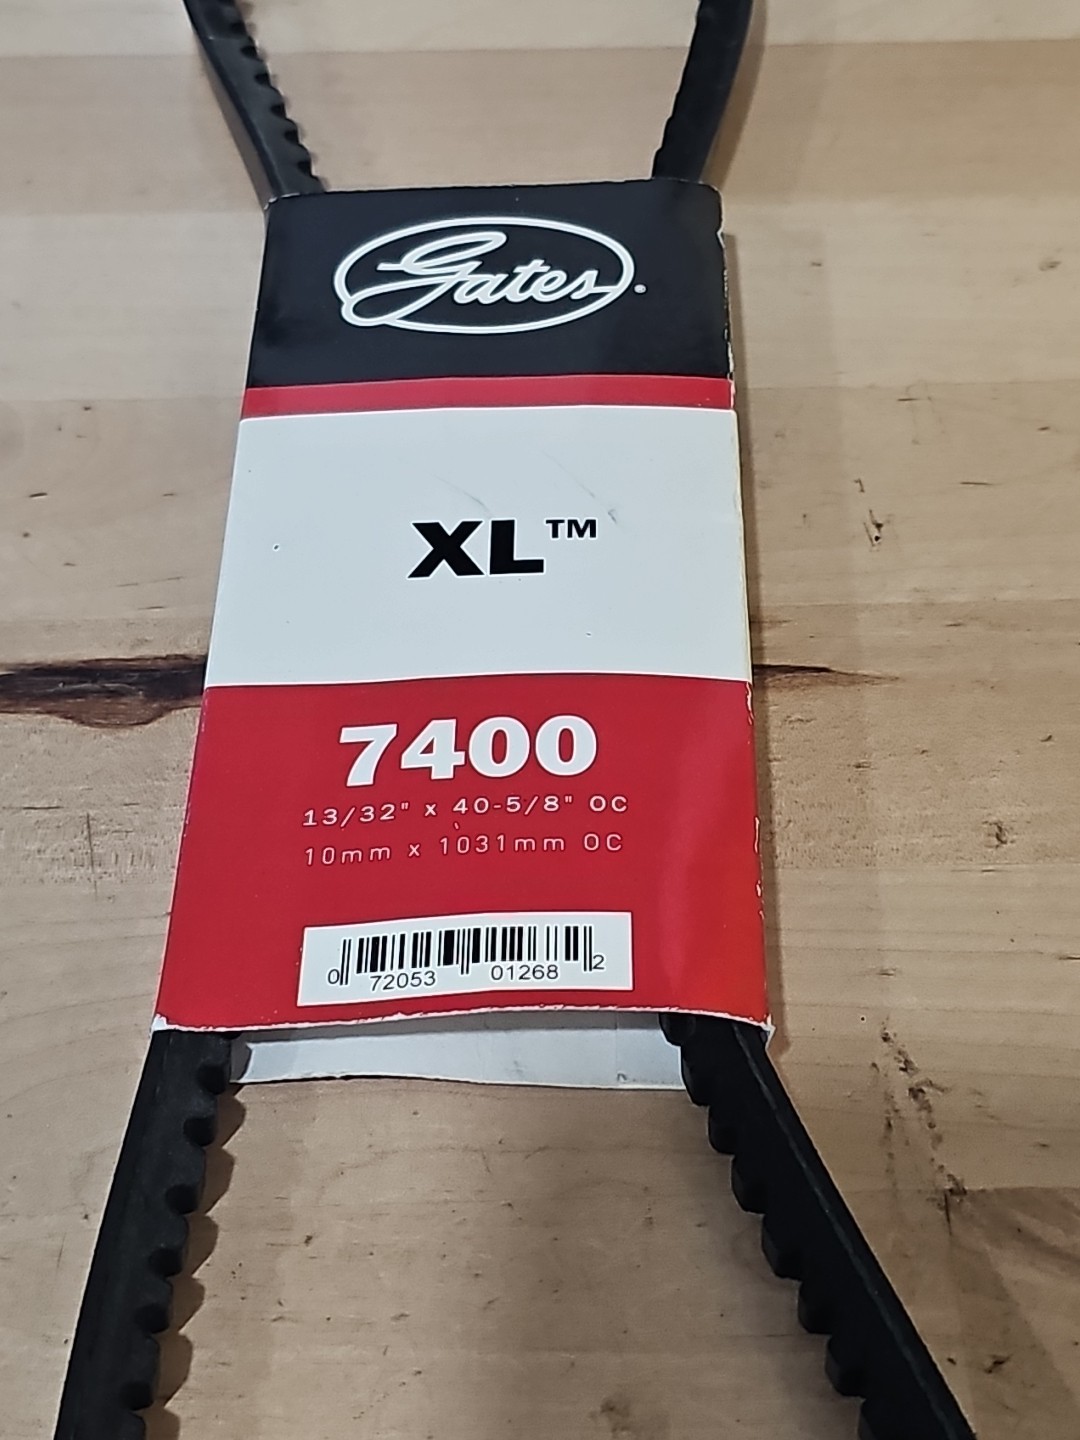 Gates®
XL™
7400
13/32" x 40-5/8" OC
10mm x 1031mm OC
0 72053 01268 2